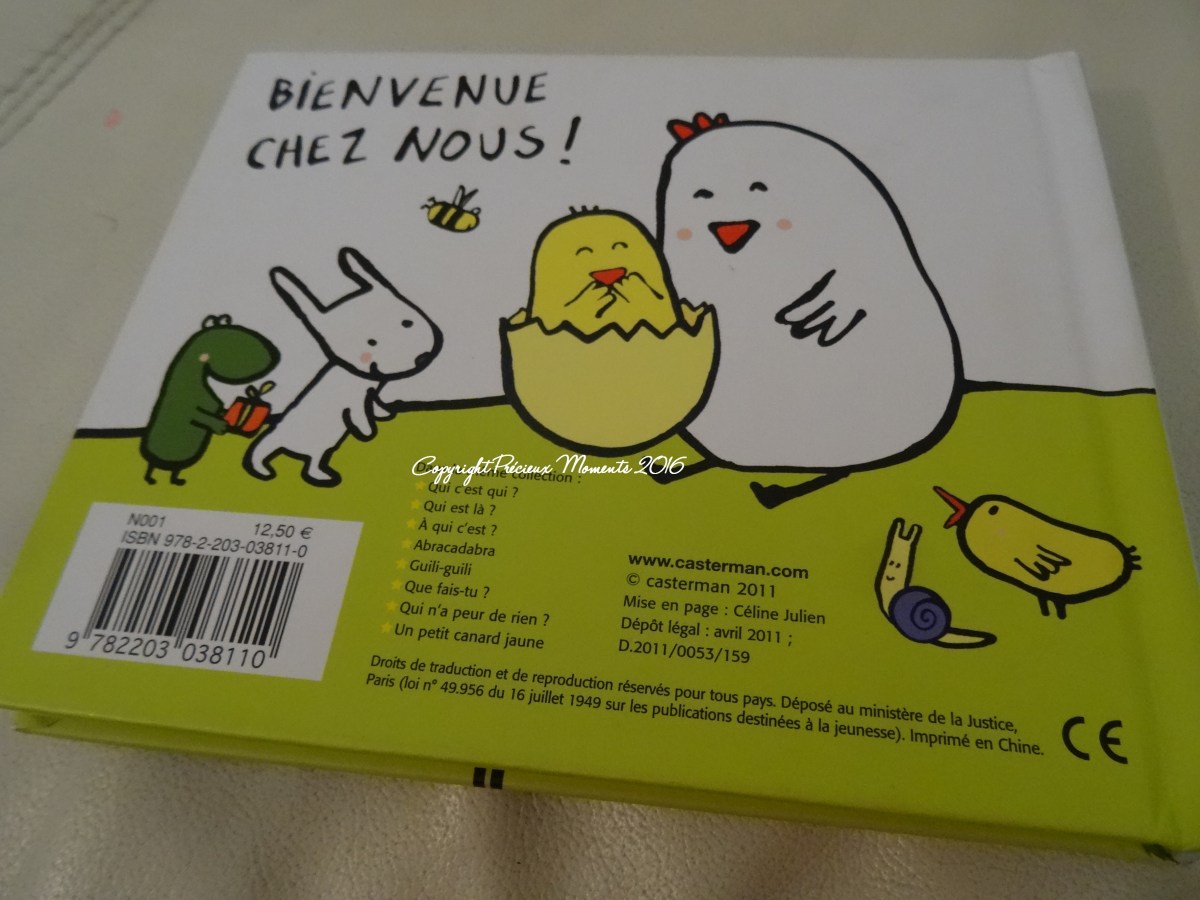 BIENVENUE
CHEZ NOUS !
Copyright Précieux Moments 2016
collection :
Qui c'est qui ?
Qui est là ?
À qui c'est ?
Abracadabra
Guili-guili
Que fais-tu ?
Qui n'a peur de rien ?
Un petit canard jaune
N001 12,50 €
ISBN 978-2-203-03811-0
9 782203 038110
www.casterman.com
© casterman 2011
Mise en page : Céline Julien
Dépôt légal : avril 2011 ;
D.2011/0053/159
Droits de traduction et de reproduction réservés pour tous pays. Déposé au ministère de la Justice,
Paris (loi n° 49.956 du 16 juillet 1949 sur les publications destinées à la jeunesse). Imprimé en Chine.
CE